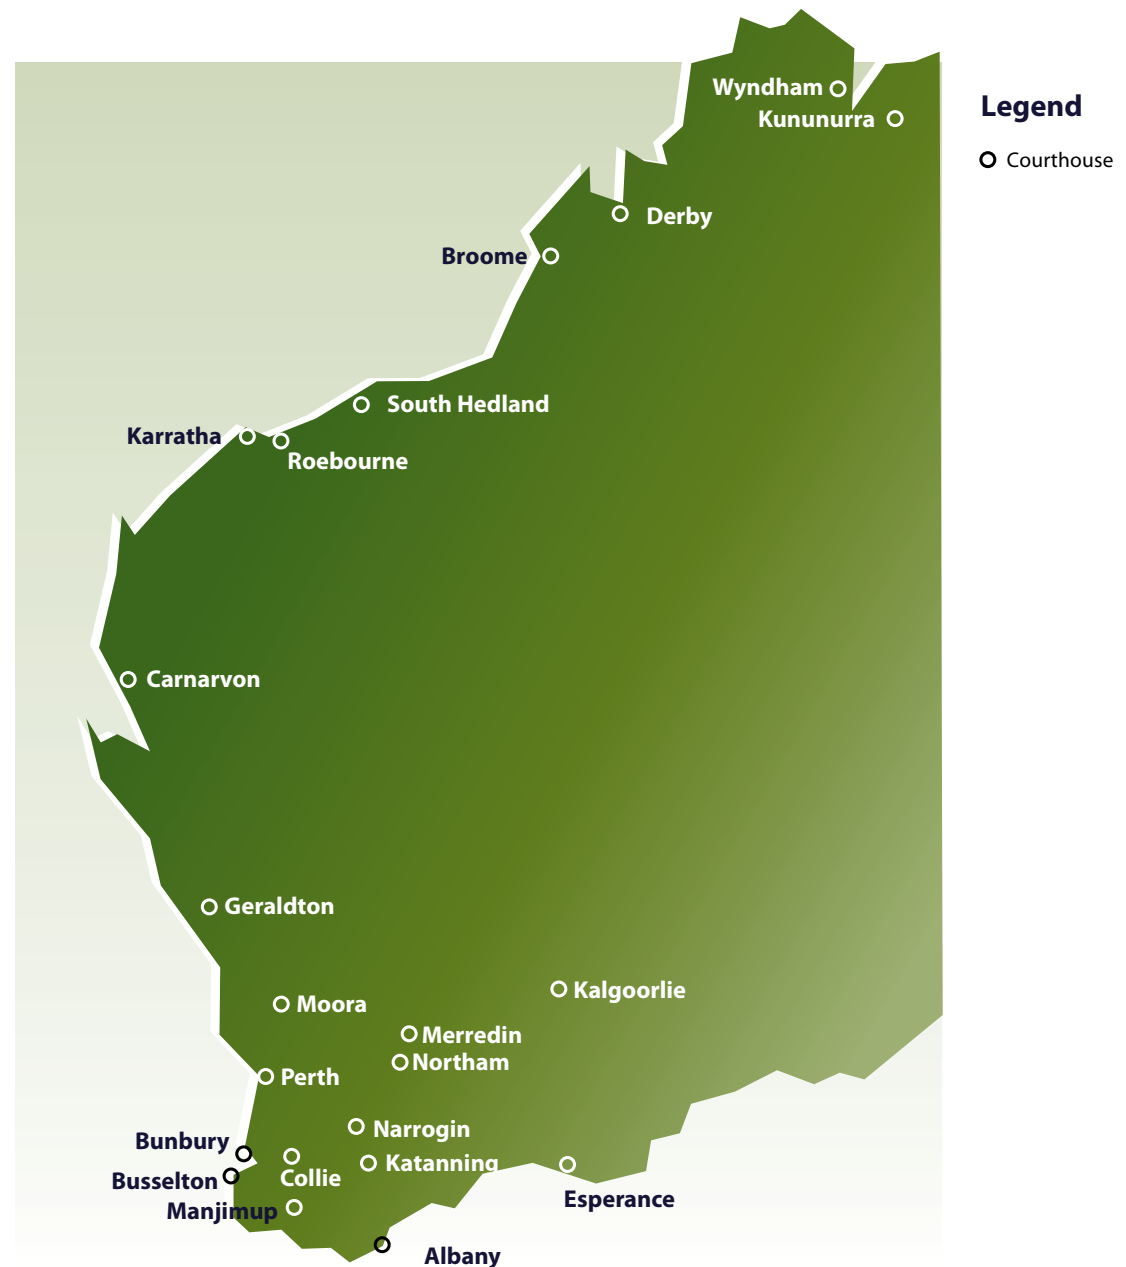 Wyndham
Legend
Kununurra
Courthouse
Derby
Broome
South Hedland
Karratha
Roebourne
Carnarvon
Geraldton
Kalgoorlie
Moora
Merredin
Northam
Perth
Narrogin
Bunbury
Katanning
Collie
Busselton
Esperance
Manjimup
Albany